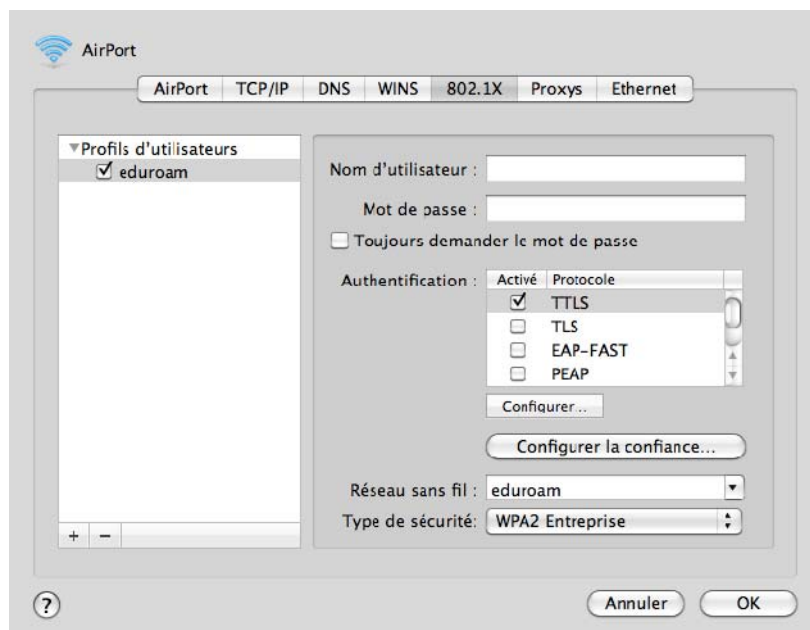 AirPort
AirPort TCP/IP DNS WINS 802.1X Proxys Ethernet
Profils d'utilisateurs
eduroam
Nom d'utilisateur :
Mot de passe :
Toujours demander le mot de passe
Authentification :
Activé Protocole
TTLS
TLS
EAP-FAST
PEAP
Configurer...
Configurer la confiance...
Réseau sans fil : eduroam
Type de sécurité: WPA2 Entreprise
+ −
? Annuler OK